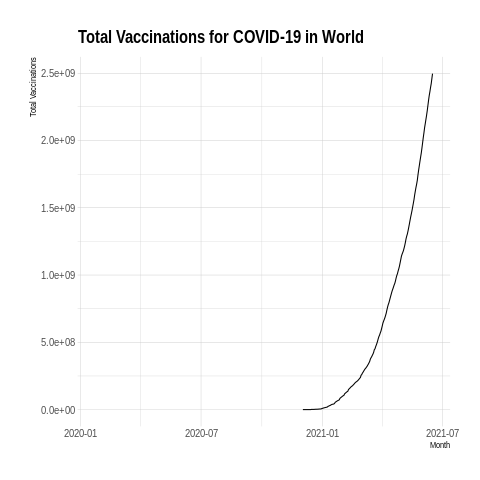 Total Vaccinations for COVID-19 in World
Total Vaccinations
2.5e+09
2.0e+09
1.5e+09
1.0e+09
5.0e+08
0.0e+00
2020-01 2020-07 2021-01 2021-07
Month